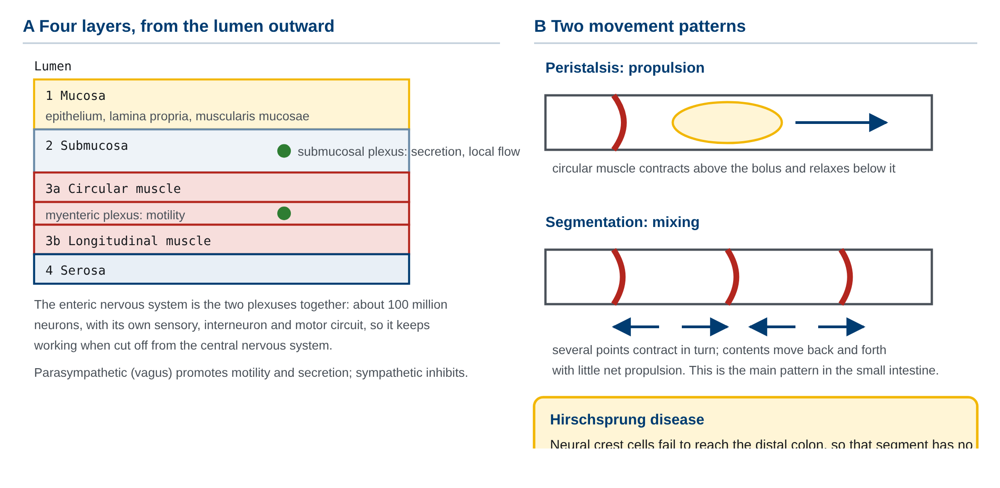 A Four layers, from the lumen outward
Lumen
1 Mucosa
epithelium, lamina propria, muscularis mucosae
2 Submucosa
submucosal plexus: secretion, local flow
3a Circular muscle
myenteric plexus: motility
3b Longitudinal muscle
4 Serosa
The enteric nervous system is the two plexuses together: about 100 million
neurons, with its own sensory, interneuron and motor circuit, so it keeps
working when cut off from the central nervous system.
Parasympathetic (vagus) promotes motility and secretion; sympathetic inhibits.
B Two movement patterns
Peristalsis: propulsion
circular muscle contracts above the bolus and relaxes below it
Segmentation: mixing
several points contract in turn; contents move back and forth
with little net propulsion. This is the main pattern in the small intestine.
Hirschsprung disease
Neural crest cells fail to reach the distal colon, so that segment has no